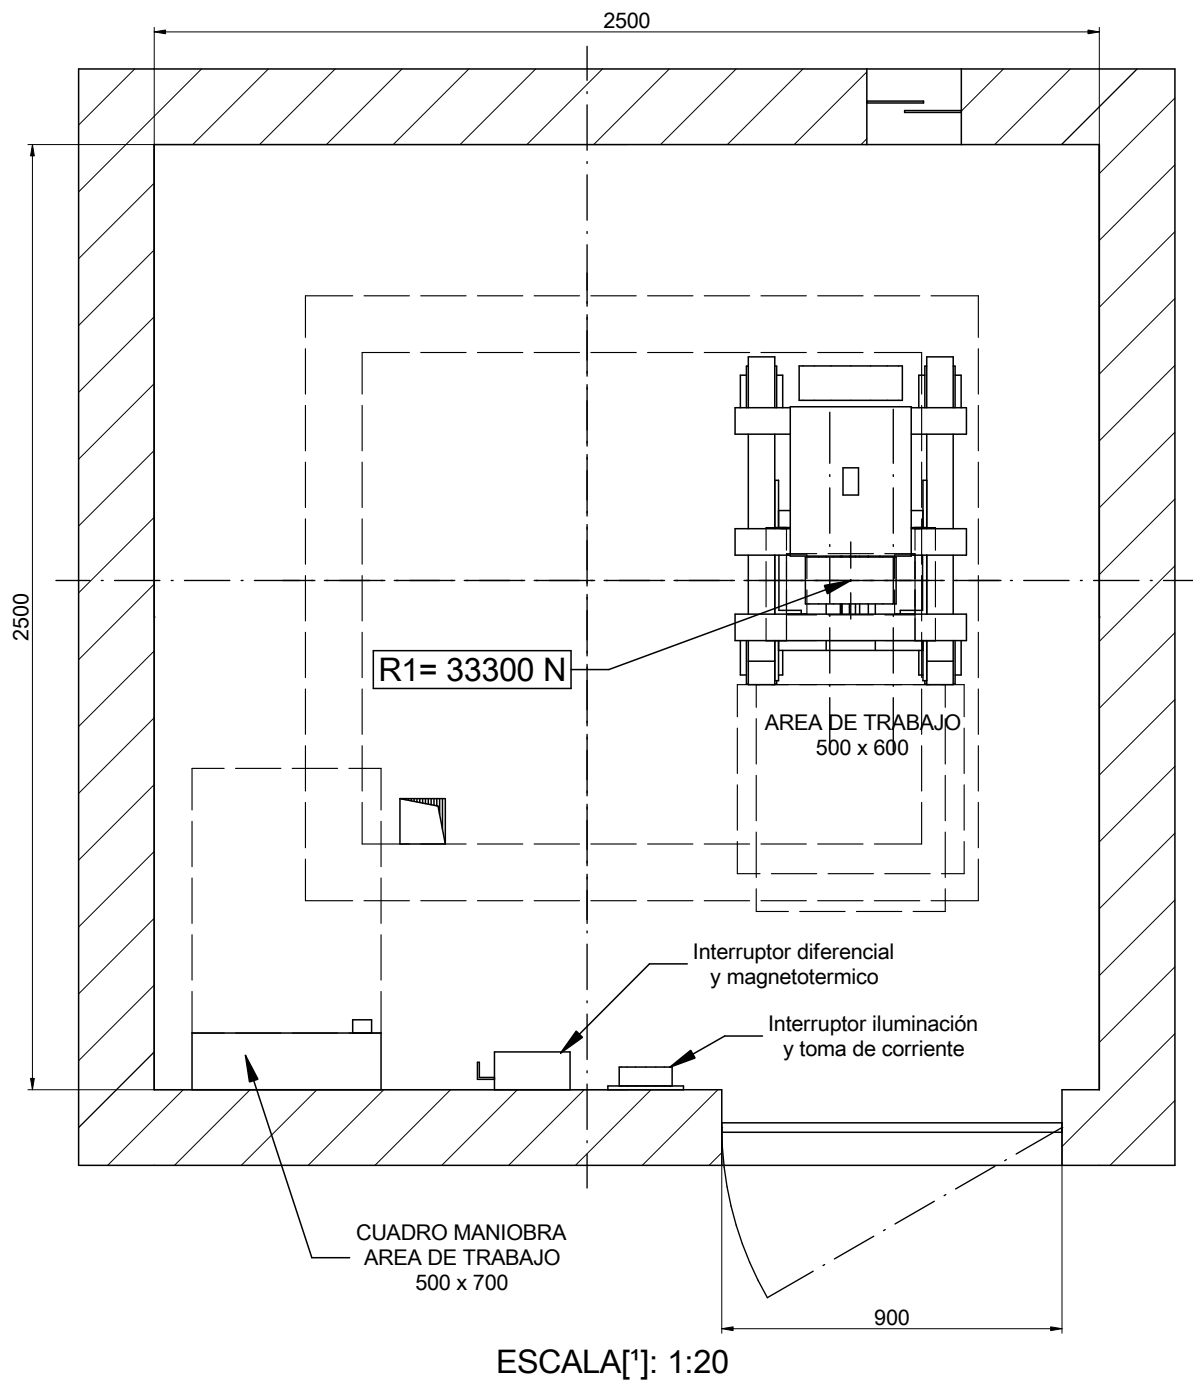 2500
2500
R1= 33300 N
AREA DE TRABAJO
500 x 600
Interruptor diferencial
y magnetotermico
Interruptor iluminación
y toma de corriente
CUADRO MANIOBRA
AREA DE TRABAJO
500 x 700
900
ESCALA[¹]: 1:20